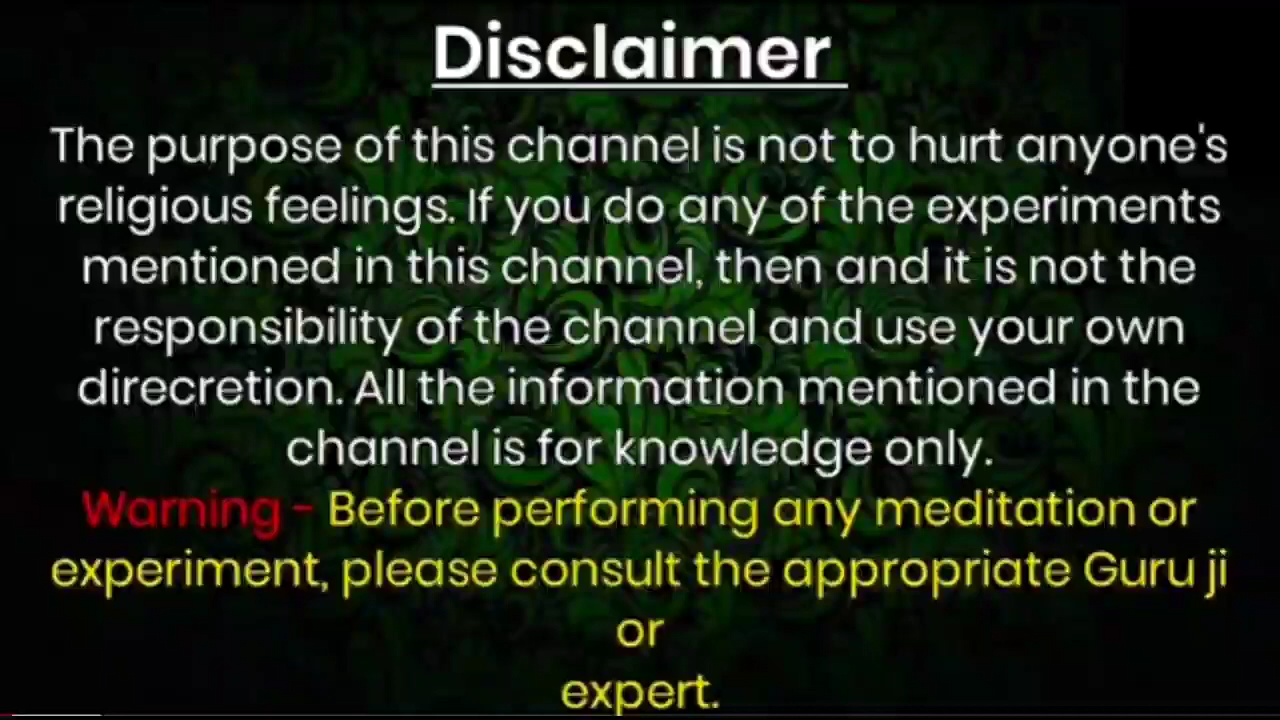 Disclaimer
The purpose of this channel is not to hurt anyone's
religious feelings. If you do any of the experiments
mentioned in this channel, then and it is not the
responsibility of the channel and use your own
direcretion. All the information mentioned in the
channel is for knowledge only.
Warning - Before performing any meditation or
experiment, please consult the appropriate Guru ji
or
expert.